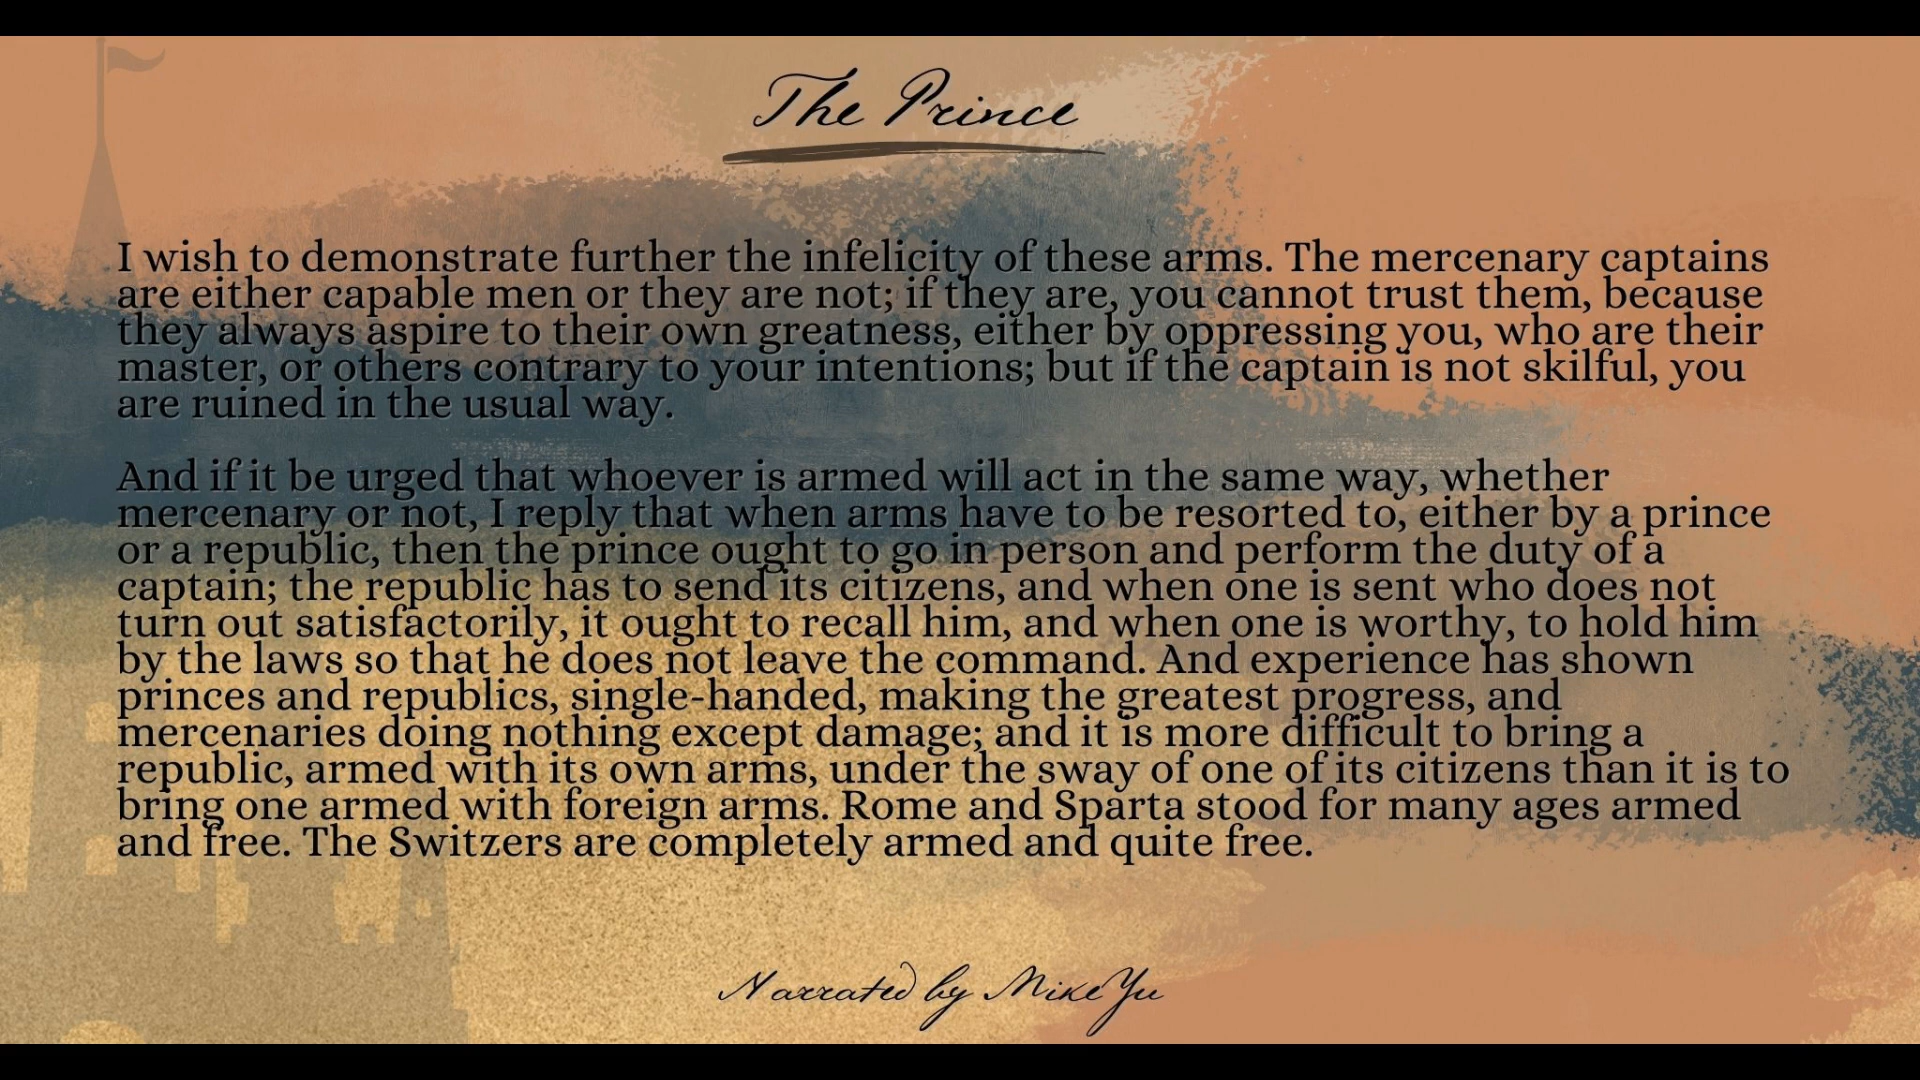 The Prince
I wish to demonstrate further the infelicity of these arms. The mercenary captains
are either capable men or they are not; if they are, you cannot trust them, because
they always aspire to their own greatness, either by oppressing you, who are their
master, or others contrary to your intentions; but if the captain is not skilful, you
are ruined in the usual way.
And if it be urged that whoever is armed will act in the same way, whether
mercenary or not, I reply that when arms have to be resorted to, either by a prince
or a republic, then the prince ought to go in person and perform the duty of a
captain; the republic has to send its citizens, and when one is sent who does not
turn out satisfactorily, it ought to recall him, and when one is worthy, to hold him
by the laws so that he does not leave the command. And experience has shown
princes and republics, single-handed, making the greatest progress, and
mercenaries doing nothing except damage; and it is more difficult to bring a
republic, armed with its own arms, under the sway of one of its citizens than it is to
bring one armed with foreign arms. Rome and Sparta stood for many ages armed
and free. The Switzers are completely armed and quite free.
Narrated by Mike Yu